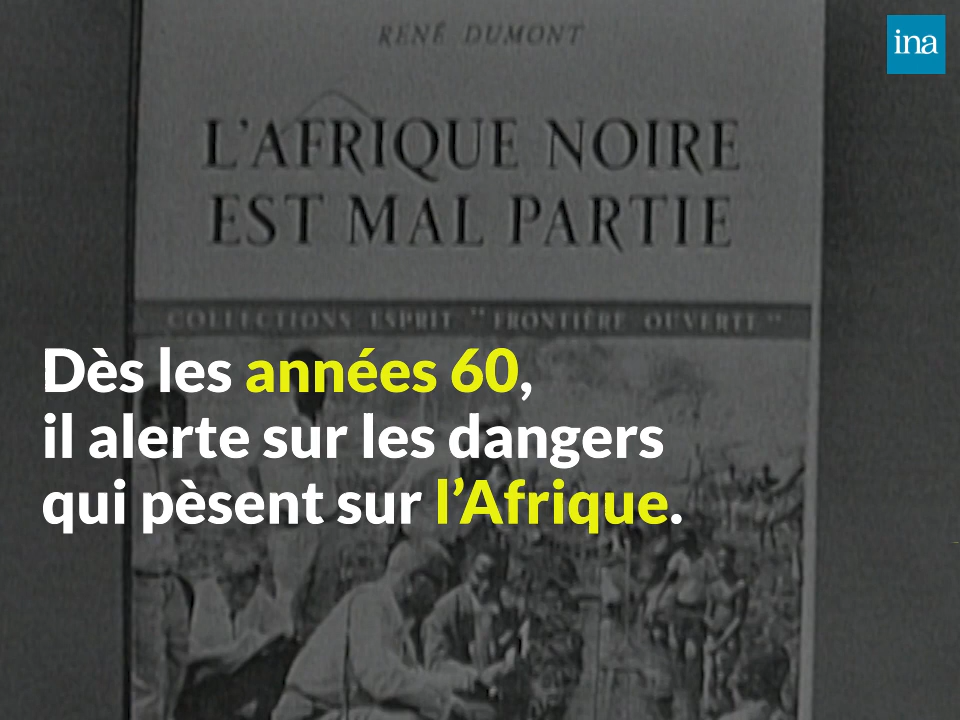 RENÉ DUMONT
ina
L'AFRIQUE NOIRE
EST MAL PARTIE
COLLECTIONS ESPRIT "FRONTIÈRE OUVERTE"
Dès les années 60,
il alerte sur les dangers
qui pèsent sur l'Afrique.